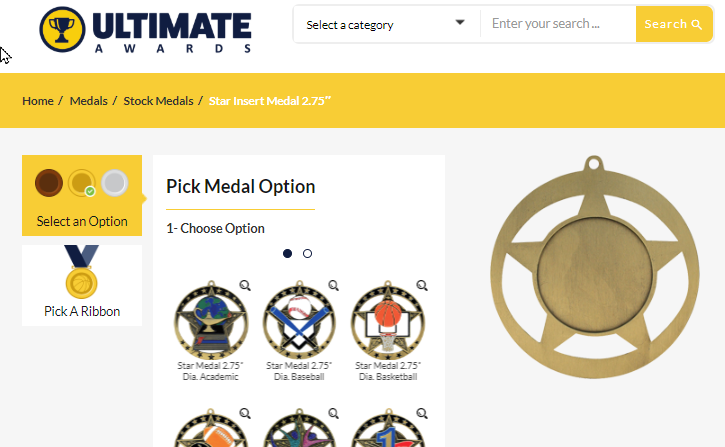 ULTIMATE
AWARDS
Select a category
Enter your search ...
Search
Home / Medals / Stock Medals / Star Insert Medal 2.75"
Select an Option
Pick A Ribbon
Pick Medal Option
1- Choose Option
Star Medal 2.75"
Dia. Academic
Star Medal 2.75"
Dia. Baseball
Star Medal 2.75"
Dia. Basketball